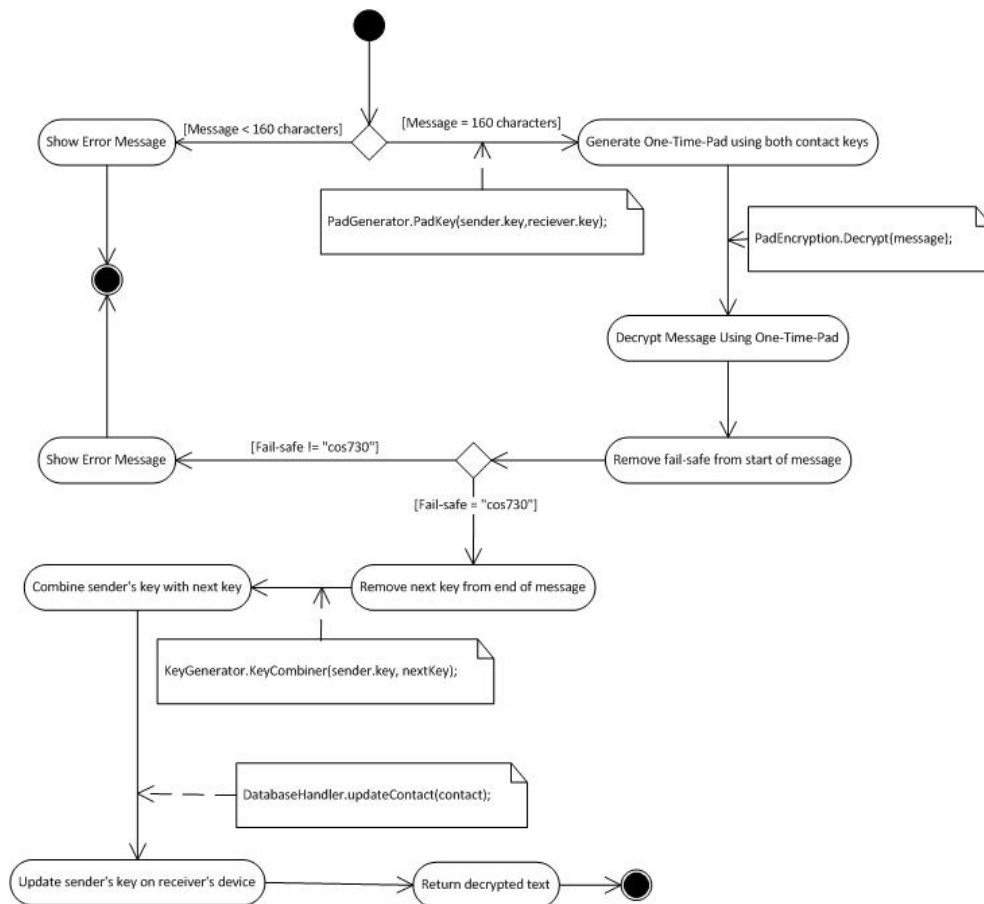 [Message < 160 characters]
[Message = 160 characters]
Show Error Message
Generate One-Time-Pad using both contact keys
PadGenerator.PadKey(sender.key,reciever.key);
PadEncryption.Decrypt(message);
Decrypt Message Using One-Time-Pad
[Fail-safe != "cos730"]
Show Error Message
Remove fail-safe from start of message
[Fail-safe = "cos730"]
Combine sender's key with next key
Remove next key from end of message
KeyGenerator.KeyCombiner(sender.key, nextKey);
DatabaseHandler.updateContact(contact);
Update sender's key on receiver's device
Return decrypted text